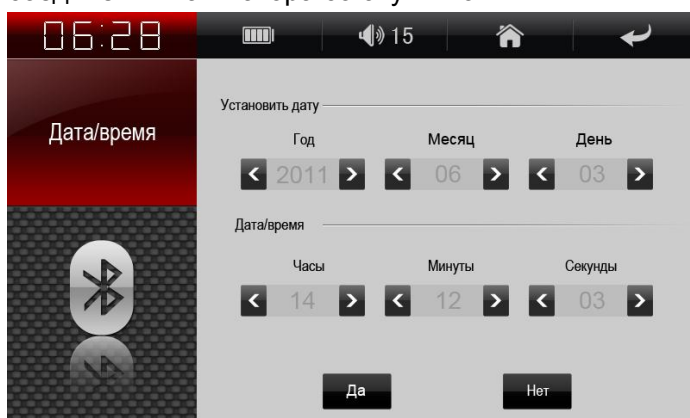 06:28 15
Дата/время
Установить дату
Год Месяц День
2011 06 03
Дата/время
Часы Минуты Секунды
14 12 03
Да Нет